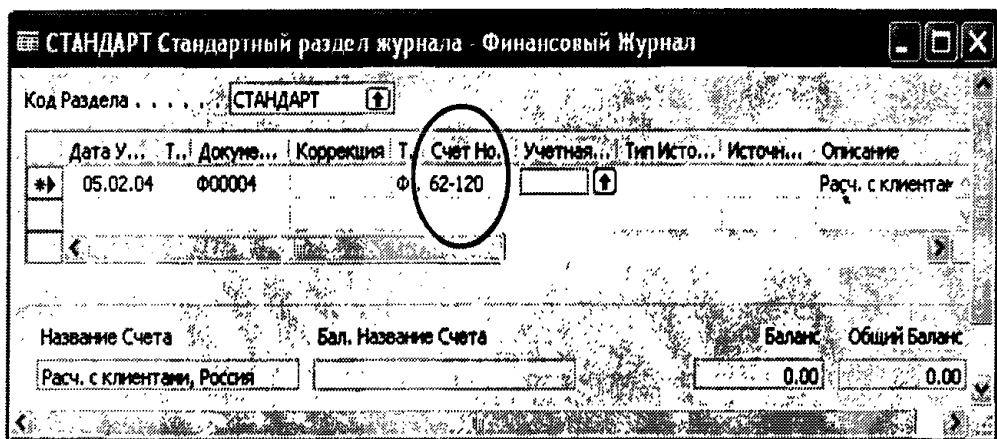 СТАНДАРТ Стандартный раздел журнала - Финансовый Журнал
Код Раздела . . . . . . СТАНДАРТ
Дата У... Т... Докуме... Коррекция Т. Счет Но. Учетная... Тип Исто... Источн... Описание
05.02.04 Ф00004 Ф. 62-120 Расч. с клиентам
Название Счета Бал. Название Счета Баланс Общий Баланс
Расч. с клиентами, Россия 0.00 0.00